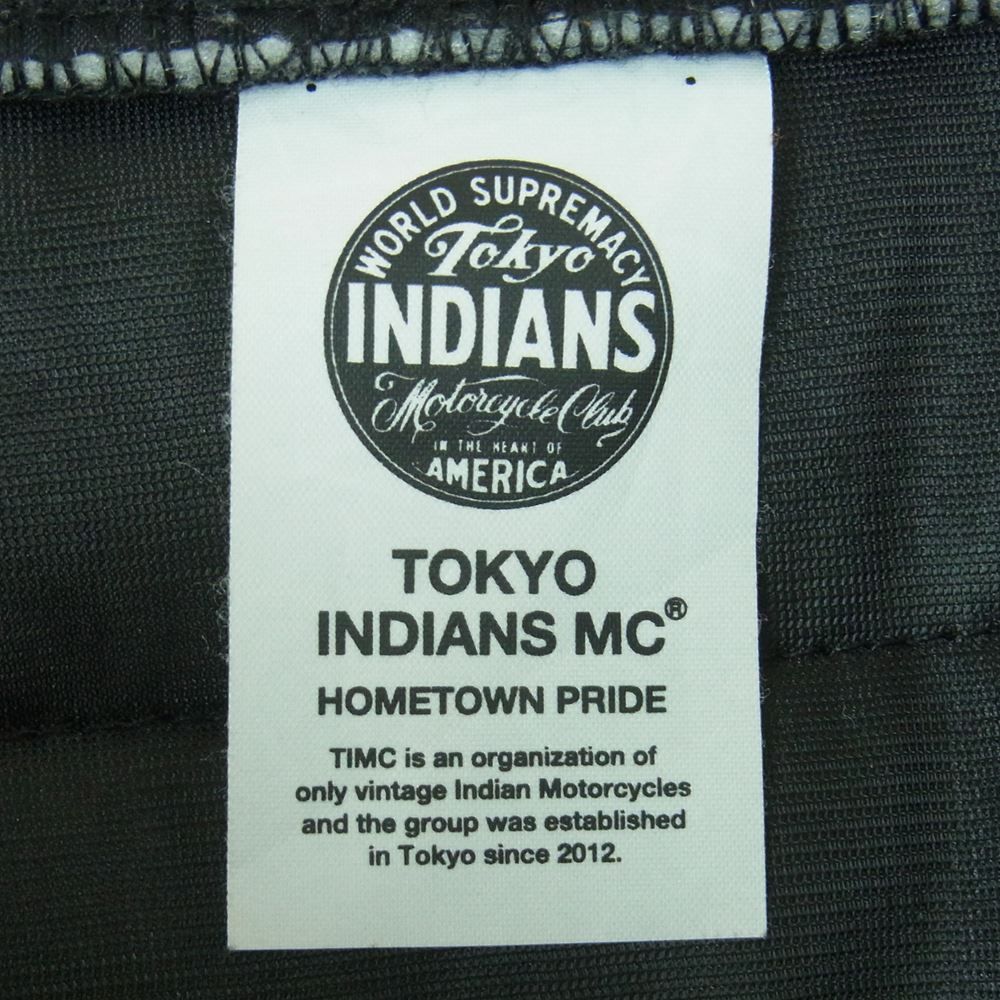 WORLD SUPREMACY
Tokyo
INDIANS
Motorcycle Club
IN THE HEART OF
AMERICA
TOKYO
INDIANS MC®
HOMETOWN PRIDE
TIMC is an organization of
only vintage Indian Motorcycles
and the group was established
in Tokyo since 2012.